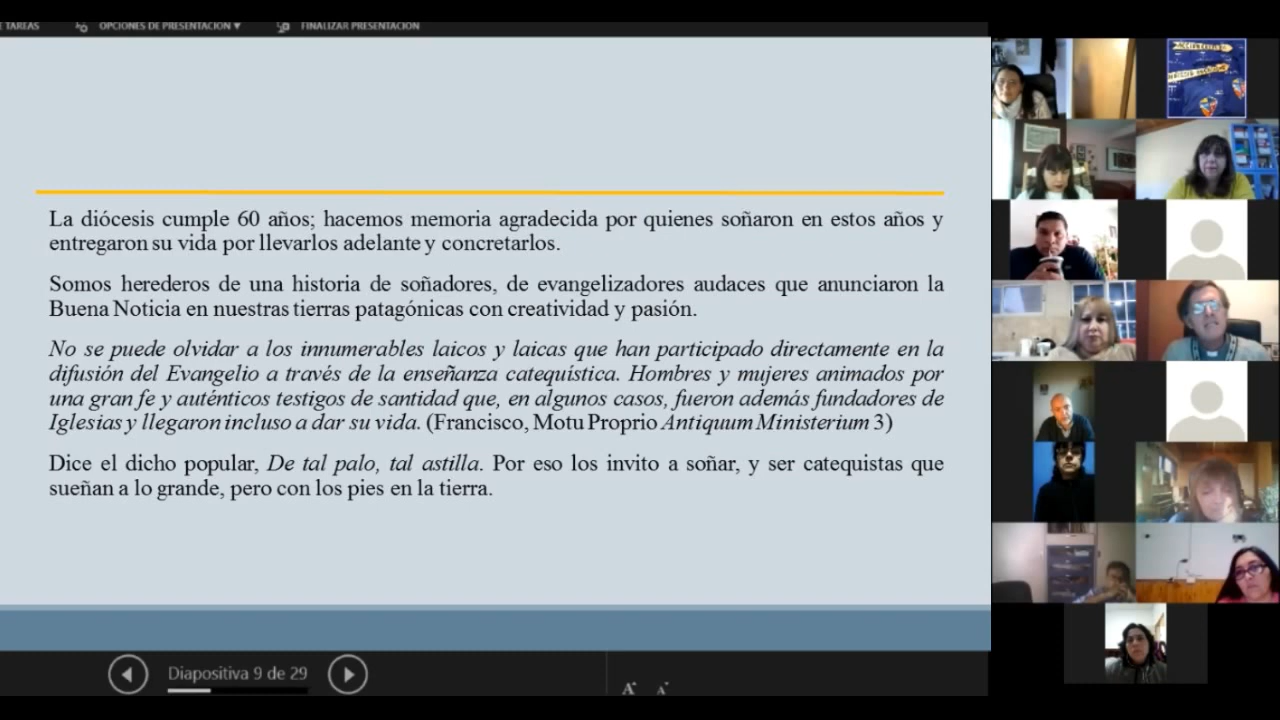 E TAREAS OPCIONES DE PRESENTACIÓN ▼ FINALIZAR PRESENTACIÓN
La diócesis cumple 60 años; hacemos memoria agradecida por quienes soñaron en estos años y
entregaron su vida por llevarlos adelante y concretarlos.
Somos herederos de una historia de soñadores, de evangelizadores audaces que anunciaron la
Buena Noticia en nuestras tierras patagónicas con creatividad y pasión.
No se puede olvidar a los innumerables laicos y laicas que han participado directamente en la
difusión del Evangelio a través de la enseñanza catequística. Hombres y mujeres animados por
una gran fe y auténticos testigos de santidad que, en algunos casos, fueron además fundadores de
Iglesias y llegaron incluso a dar su vida. (Francisco, Motu Proprio Antiquum Ministerium 3)
Dice el dicho popular, De tal palo, tal astilla. Por eso los invito a soñar, y ser catequistas que
sueñan a lo grande, pero con los pies en la tierra.
Diapositiva 9 de 29
A A